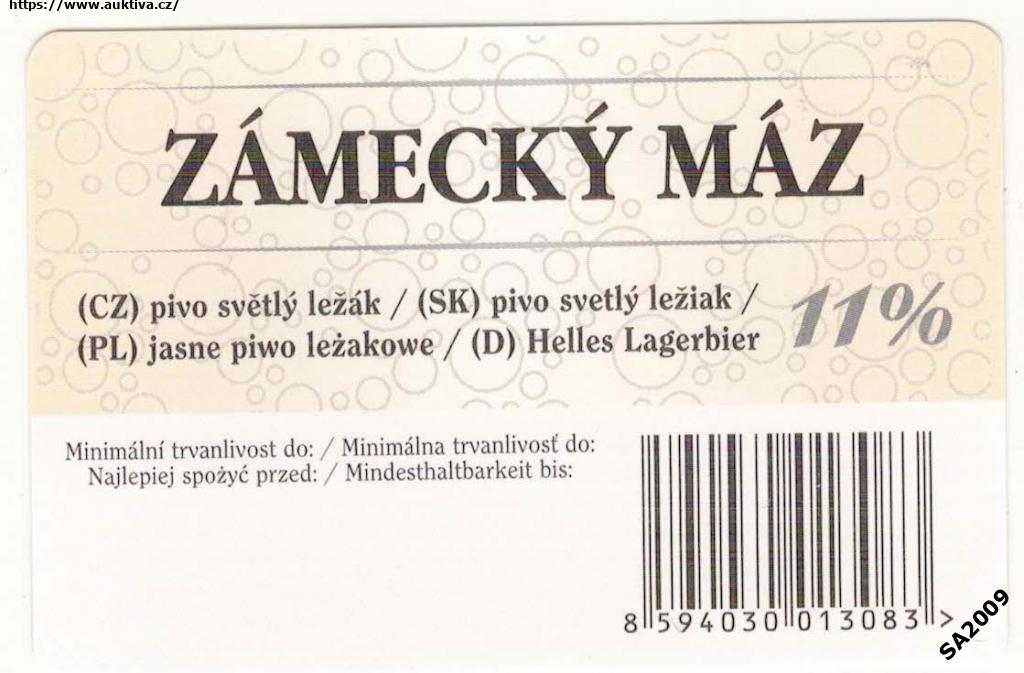 https://www.auktiva.cz/
ZÁMECKÝ MÁZ
(CZ) pivo světlý ležák / (SK) pivo svetlý ležiak /
(PL) jasne piwo leżakowe / (D) Helles Lagerbier
11%
Minimální trvanlivost do: / Minimálna trvanlivosť do:
Najlepiej spożyć przed: / Mindesthaltbarkeit bis:
8 594030 013083 >
SA2009